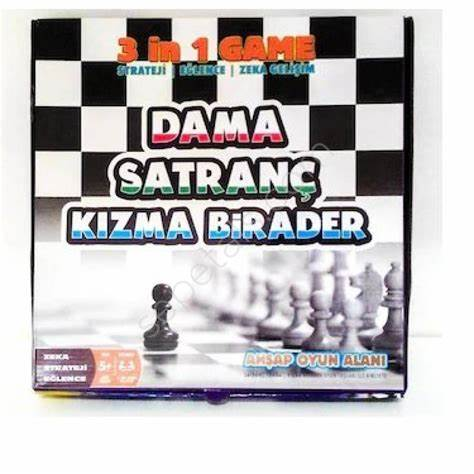 3 in 1 GAME
STRATEJİ | EĞLENCE | ZEKA GELİŞİM
DAMA
SATRANÇ
KIZMA BİRADER
AHŞAP OYUN ALANI
ZEKA
STRATEJİ
EĞLENCE
5+